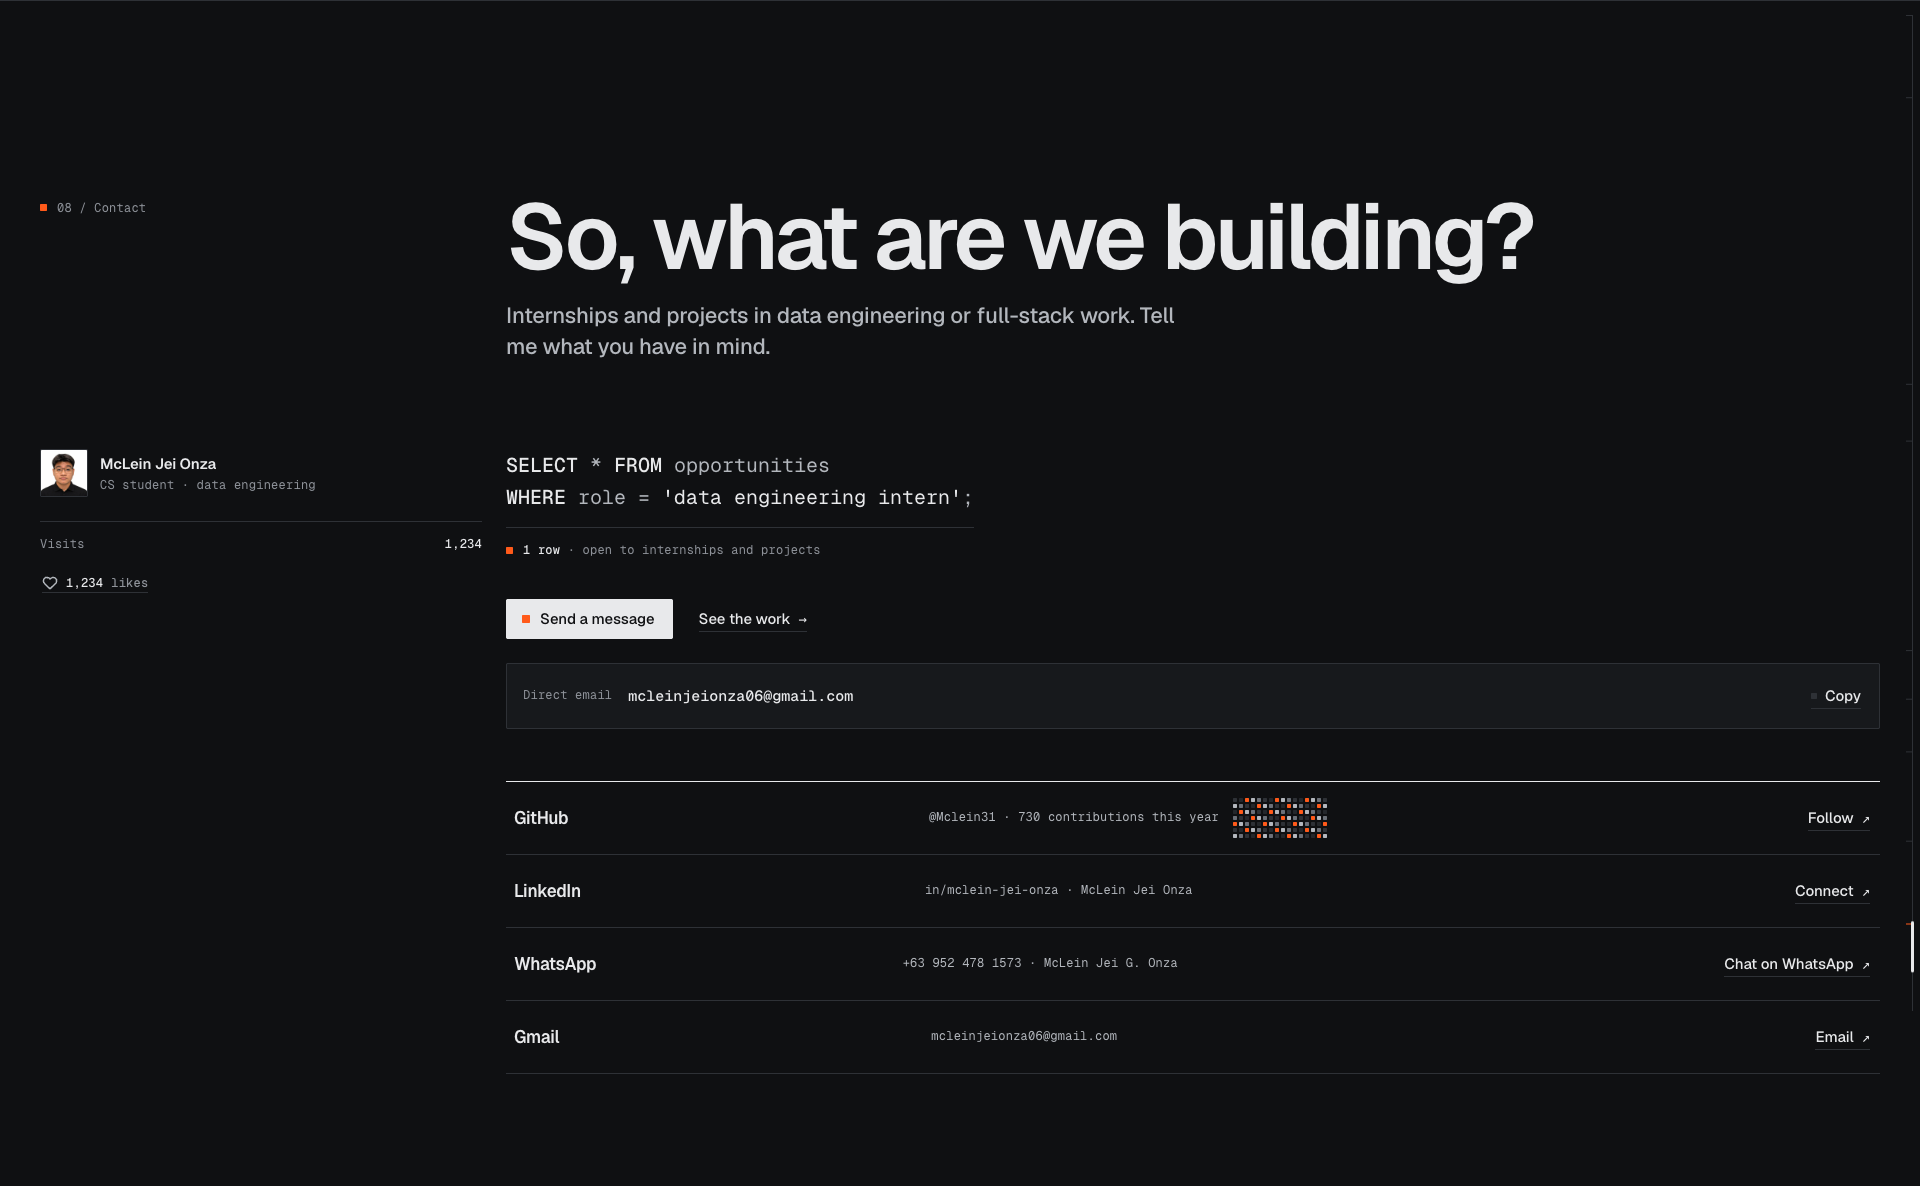 08 / Contact
So, what are we building?
Internships and projects in data engineering or full-stack work. Tell
me what you have in mind.
McLein Jei Onza
CS student · data engineering
Visits 1,234
1,234 likes
SELECT * FROM opportunities
WHERE role = 'data engineering intern';
1 row · open to internships and projects
Send a message
See the work →
Direct email mcleinjeionza06@gmail.com Copy
GitHub @Mclein31 · 730 contributions this year Follow ↗
LinkedIn in/mclein-jei-onza · McLein Jei Onza Connect ↗
WhatsApp +63 952 478 1573 · McLein Jei G. Onza Chat on WhatsApp ↗
Gmail mcleinjeionza06@gmail.com Email ↗